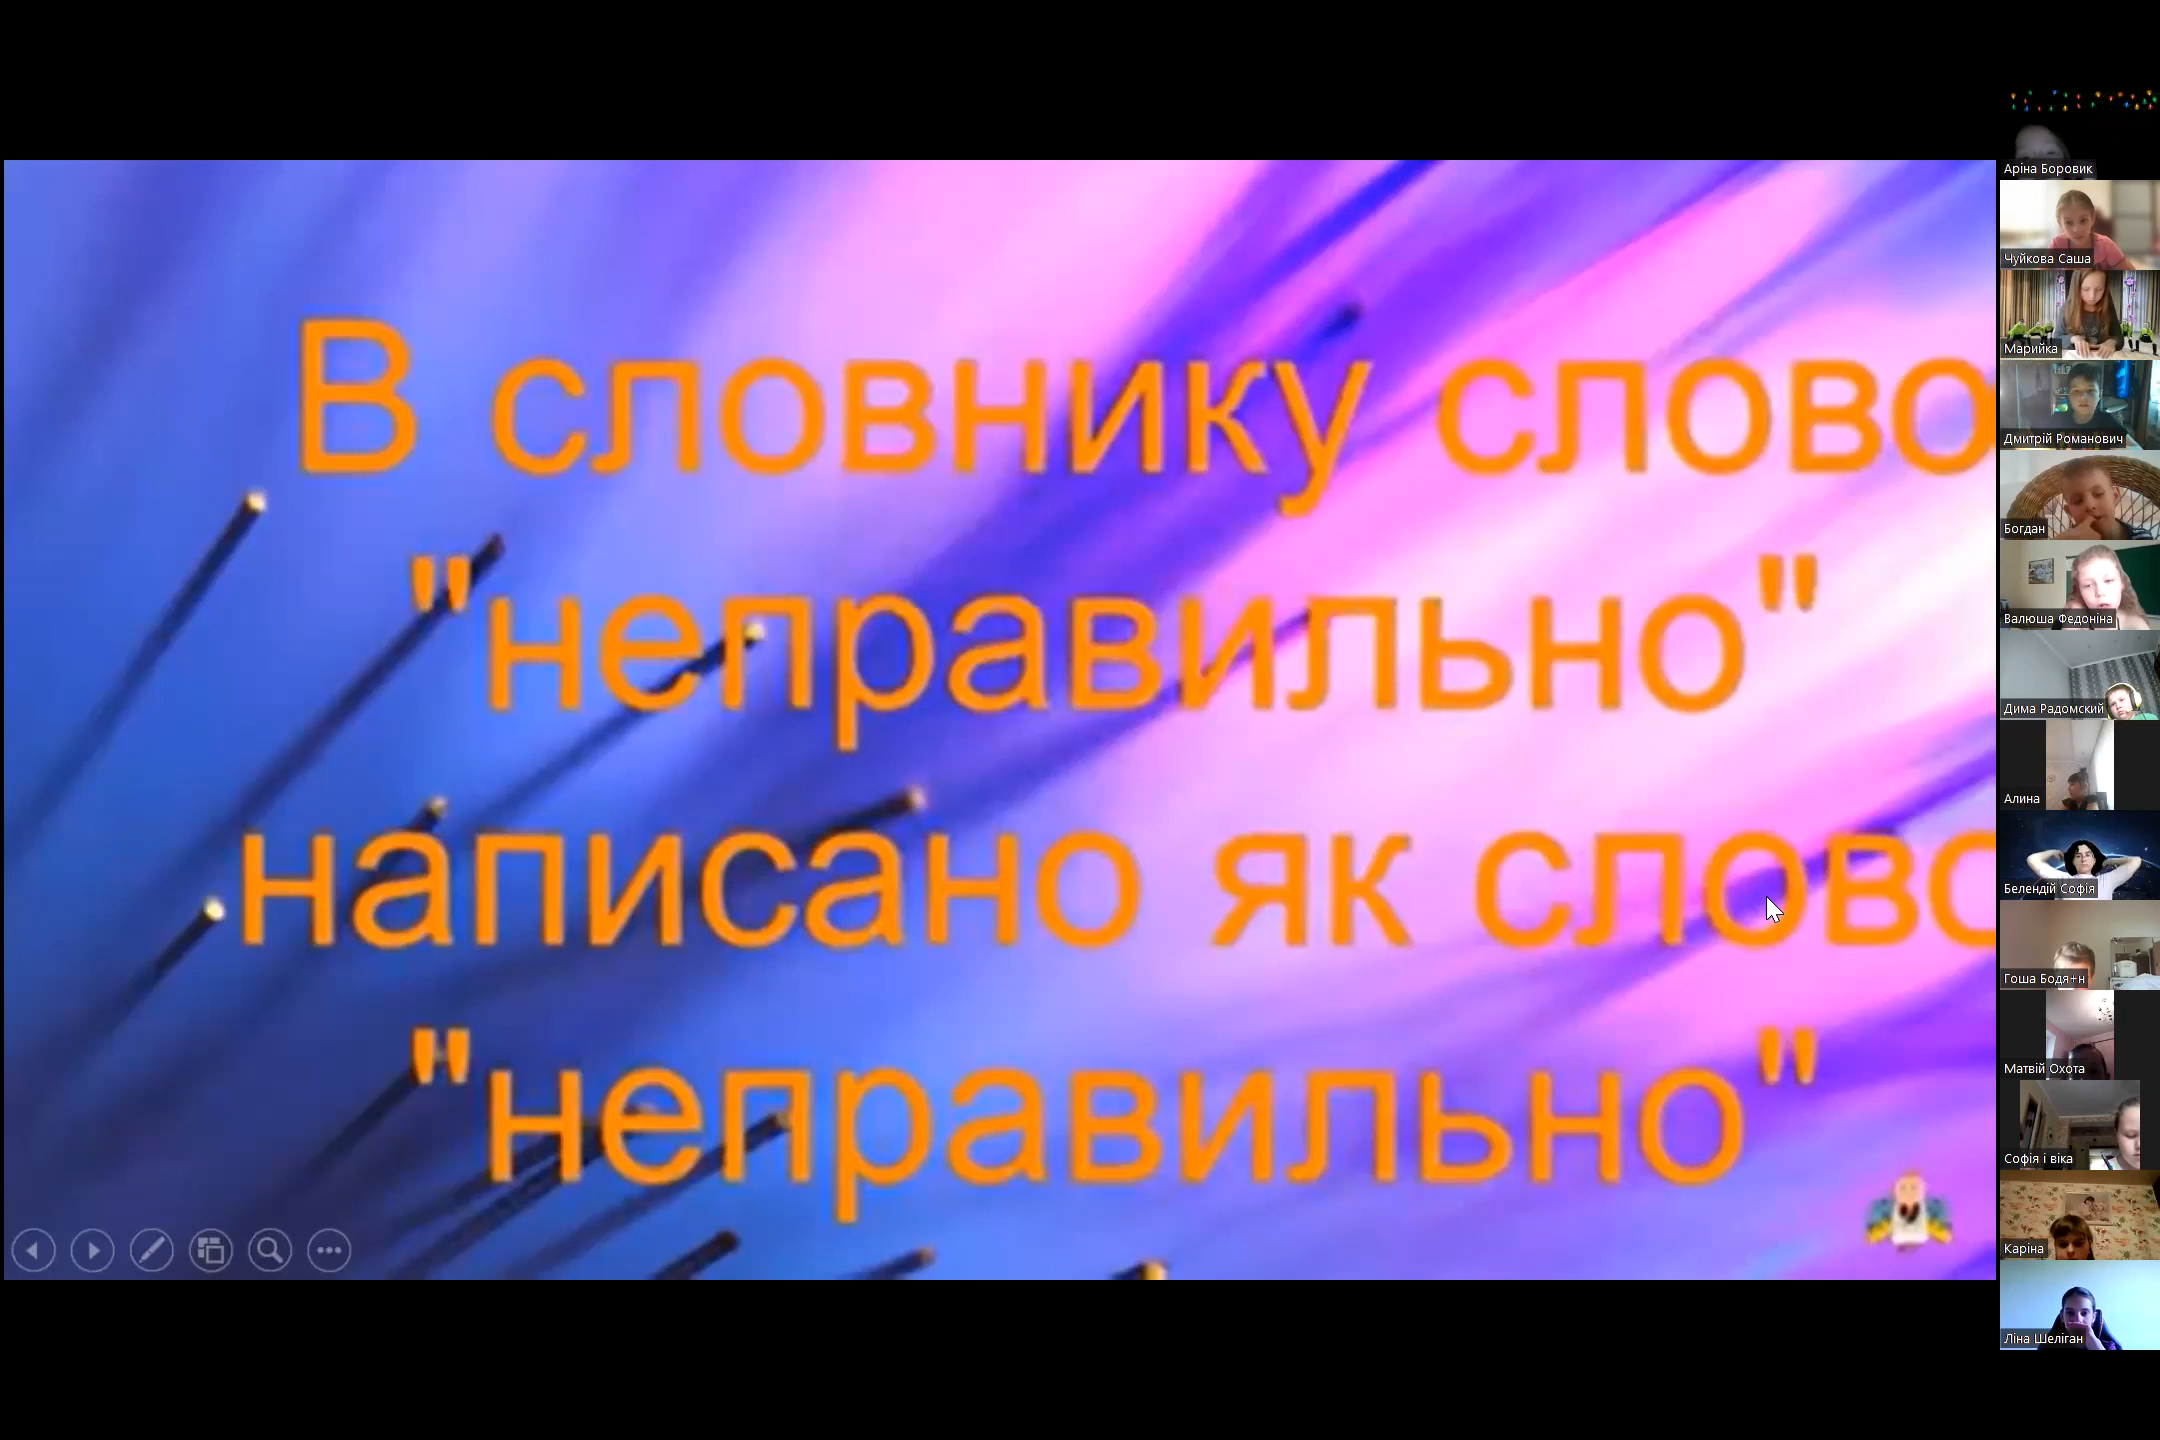 В словнику слово
"неправильно"
написано як слово
"неправильно"
Аріна Боровик
Чуйкова Саша
Марийка
Дмитрій Романович
Богдан
Валюша Федоніна
Дима Радомский
Алина
Белендій Софія
Гоша Бодя+н
Матвій Охота
Софія і віка
Каріна
Ліна Шеліган